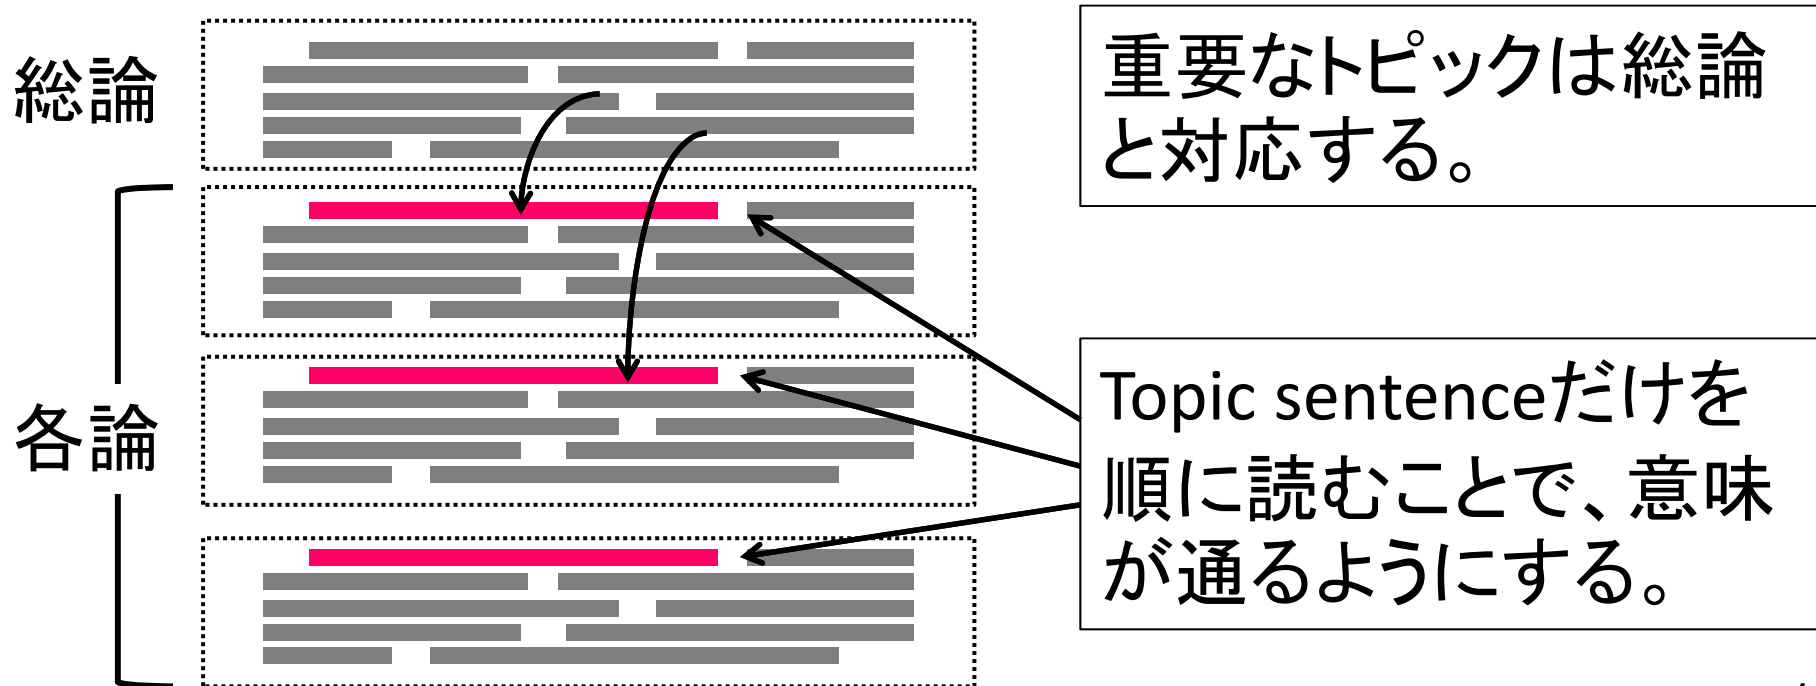 総論
重要なトピックは総論
と対応する。
各論
Topic sentenceだけを
順に読むことで、意味
が通るようにする。